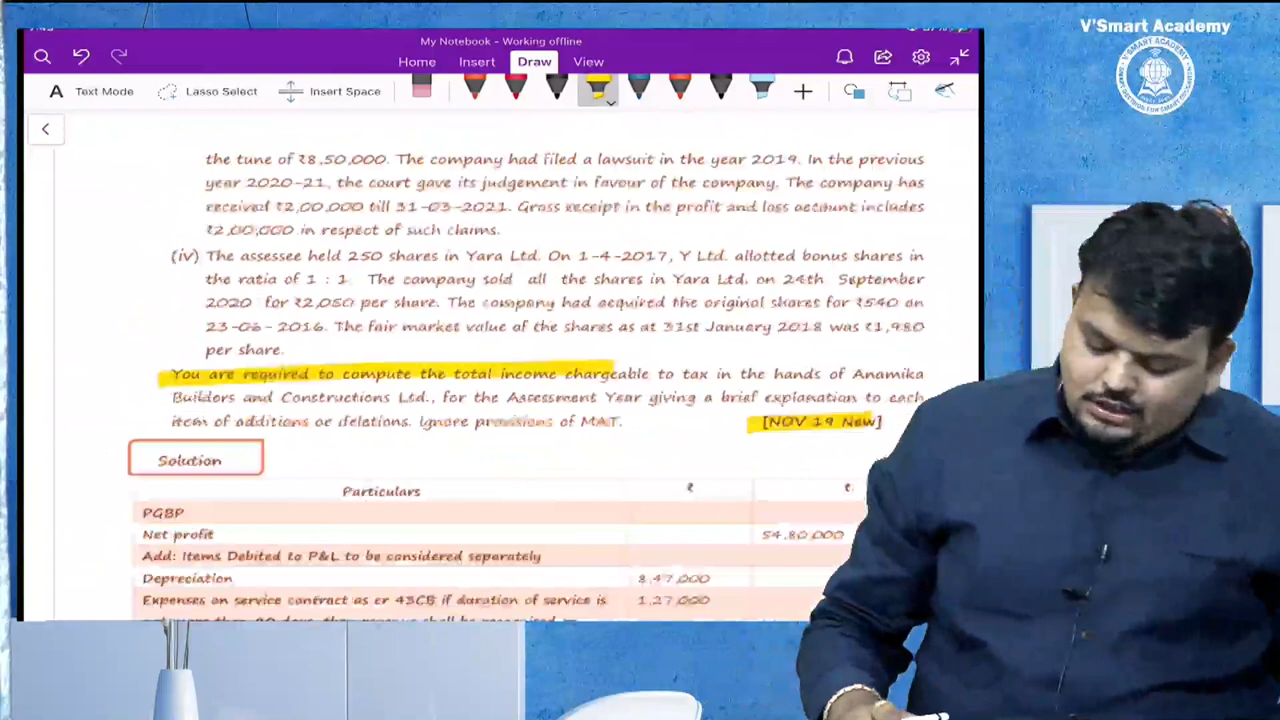 V'Smart Academy
My Notebook - Working offline
Home Insert Draw View
Text Mode Lasso Select Insert Space
the tune of ₹8,50,000. The company had filed a lawsuit in the year 2019. In the previous
year 2020-21, the court gave its judgement in favour of the company. The company has
received ₹2,00,000 till 31-03-2021. Gross receipt in the profit and loss account includes
₹2,00,000 in respect of such claims.
(iv) The assessee held 250 shares in Yara Ltd. On 1-4-2017, Y Ltd. allotted bonus shares in
the ratio of 1 : 1. The company sold all the shares in Yara Ltd. on 24th September
2020 for ₹2,050 per share. The company had acquired the original shares for ₹540 on
23-06-2016. The fair market value of the shares as at 31st January 2018 was ₹1,980
per share.
You are required to compute the total income chargeable to tax in the hands of Anamika
Builders and Constructions Ltd., for the Assessment Year giving a brief explanation to each
item of additions or deletions. Ignore provisions of MAT. [NOV 19 New]
Solution
Particulars ₹ ₹
PGBP
Net profit 54,80,000
Add: Items Debited to P&L to be considered separately
Depreciation 8,47,000
Expenses on service contract as er 43CB if duration of service is 1,27,000